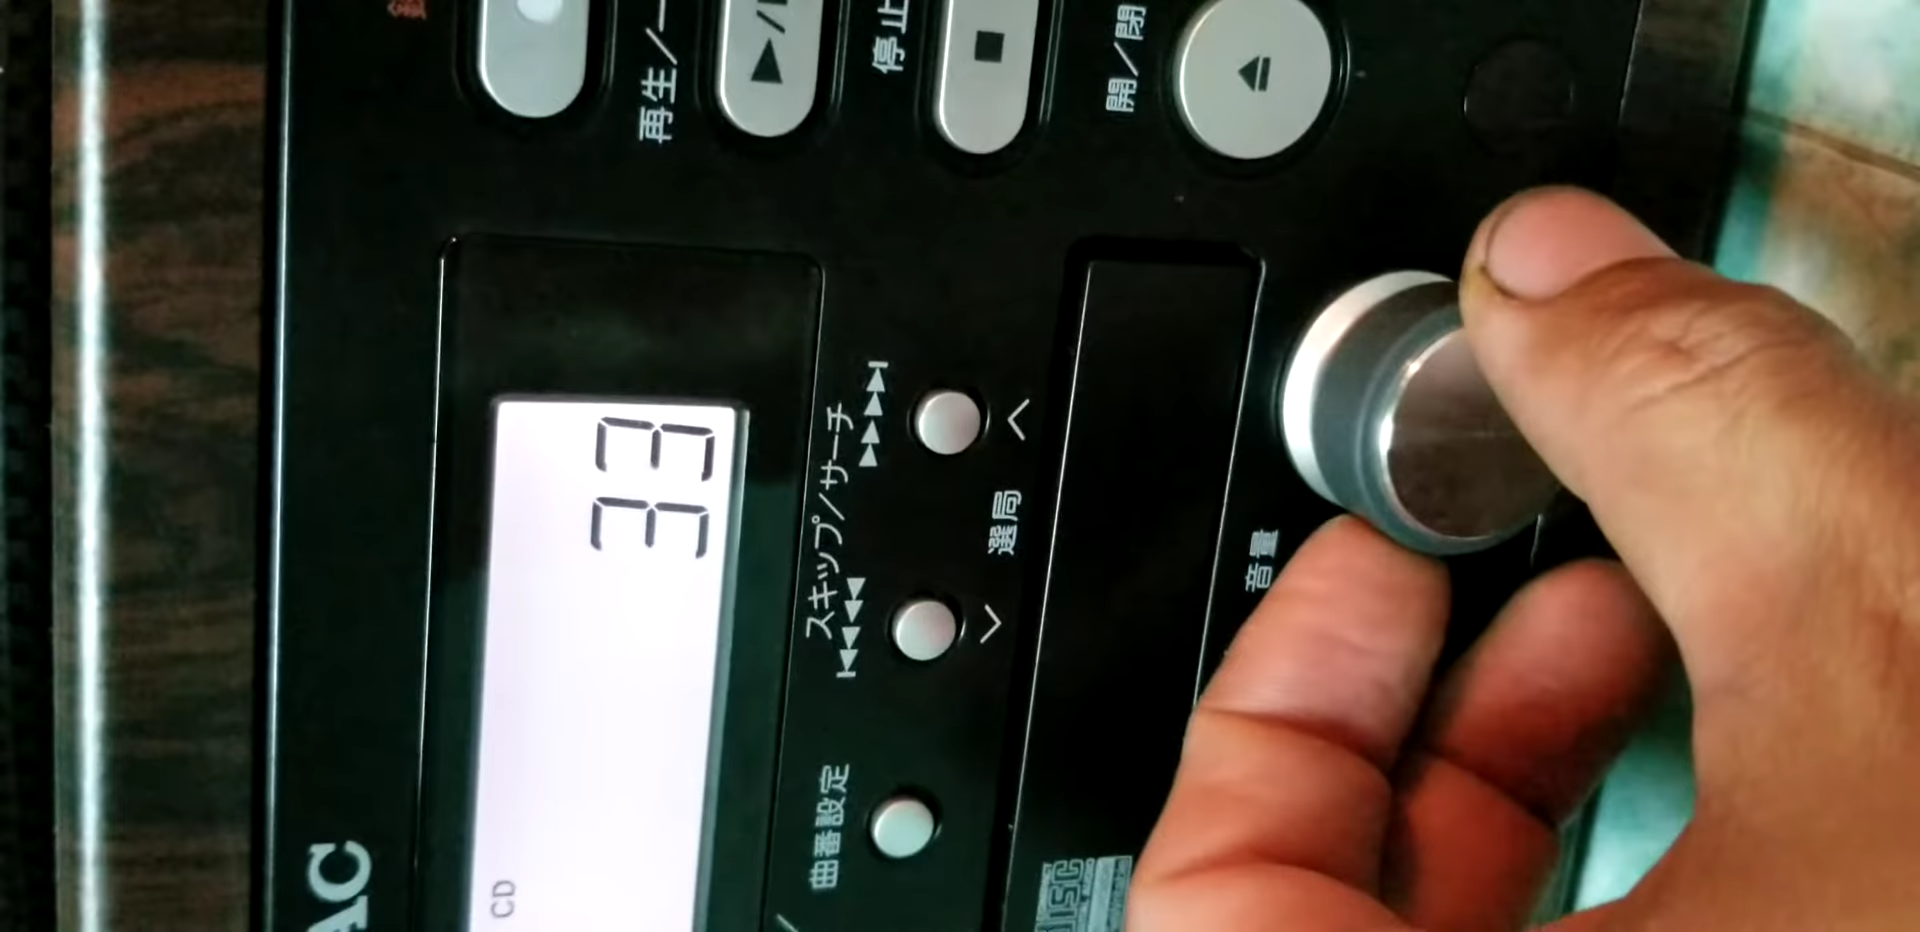 AC
CD
33
再生/
曲番設定
スキップ/サーチ
停止
選局
開/閉
DISC
音量